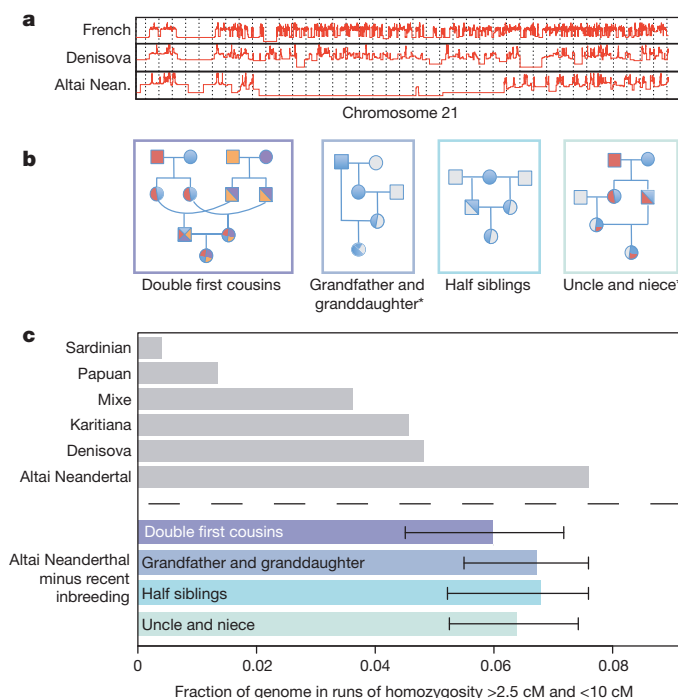 a
French
Denisova
Altai Nean.
Chromosome 21
b
Double first cousins
Grandfather and
granddaughter*
Half siblings
Uncle and niece*
c
Sardinian
Papuan
Mixe
Karitiana
Denisova
Altai Neandertal
Altai Neanderthal
minus recent
inbreeding
Double first cousins
Grandfather and granddaughter
Half siblings
Uncle and niece
0
0.02
0.04
0.06
0.08
Fraction of genome in runs of homozygosity >2.5 cM and <10 cM